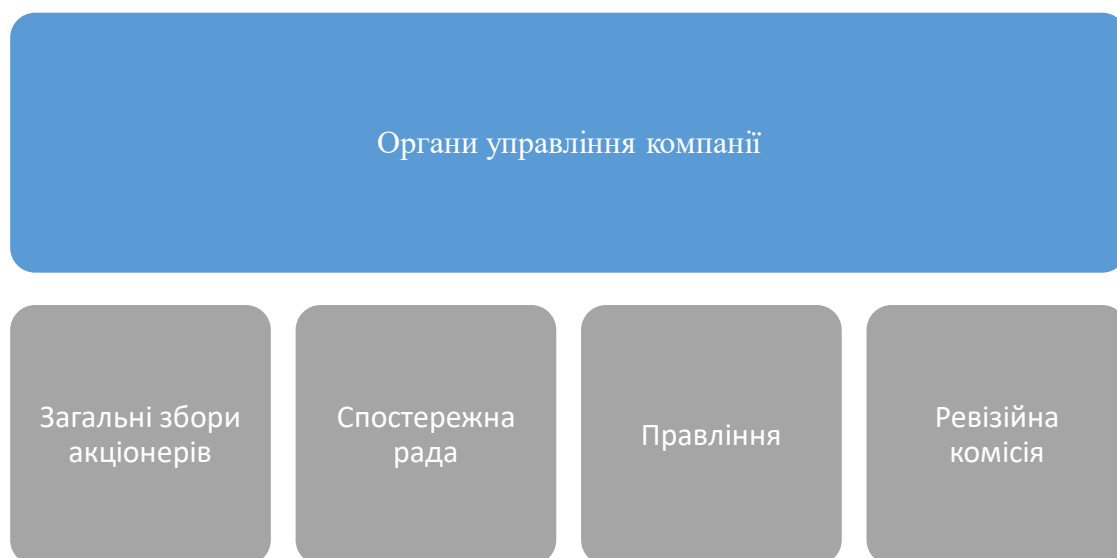 Органи управління компанії
Загальні збори
акціонерів
Спостережна
рада
Правління
Ревізійна
комісія